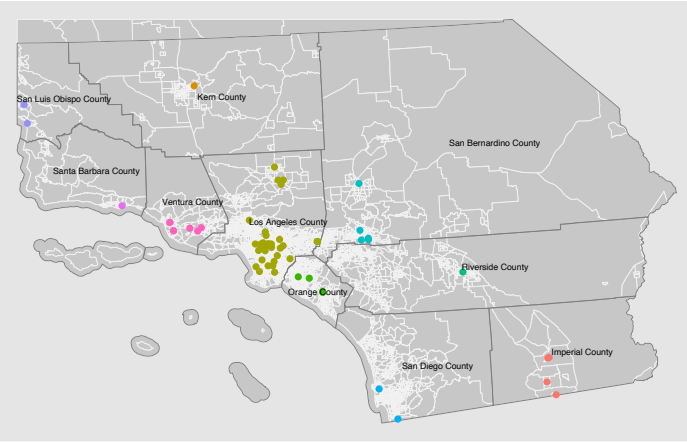 San Luis Obispo County
Kern County
San Bernardino County
Santa Barbara County
Ventura County
Los Angeles County
Riverside County
Orange County
Imperial County
San Diego County